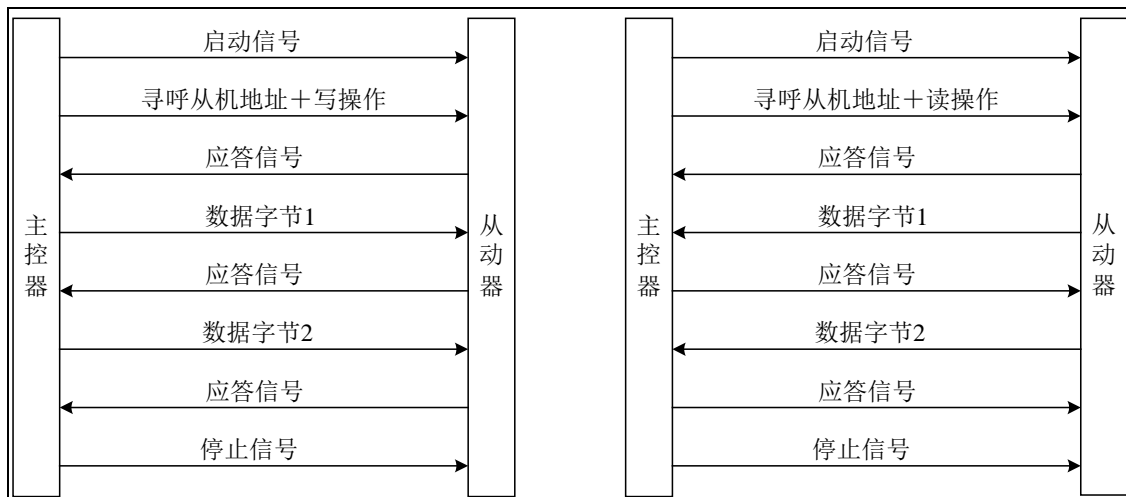 主控器
启动信号
寻呼从机地址＋写操作
应答信号
数据字节1
应答信号
数据字节2
应答信号
停止信号
从动器
主控器
启动信号
寻呼从机地址＋读操作
应答信号
数据字节1
应答信号
数据字节2
应答信号
停止信号
从动器